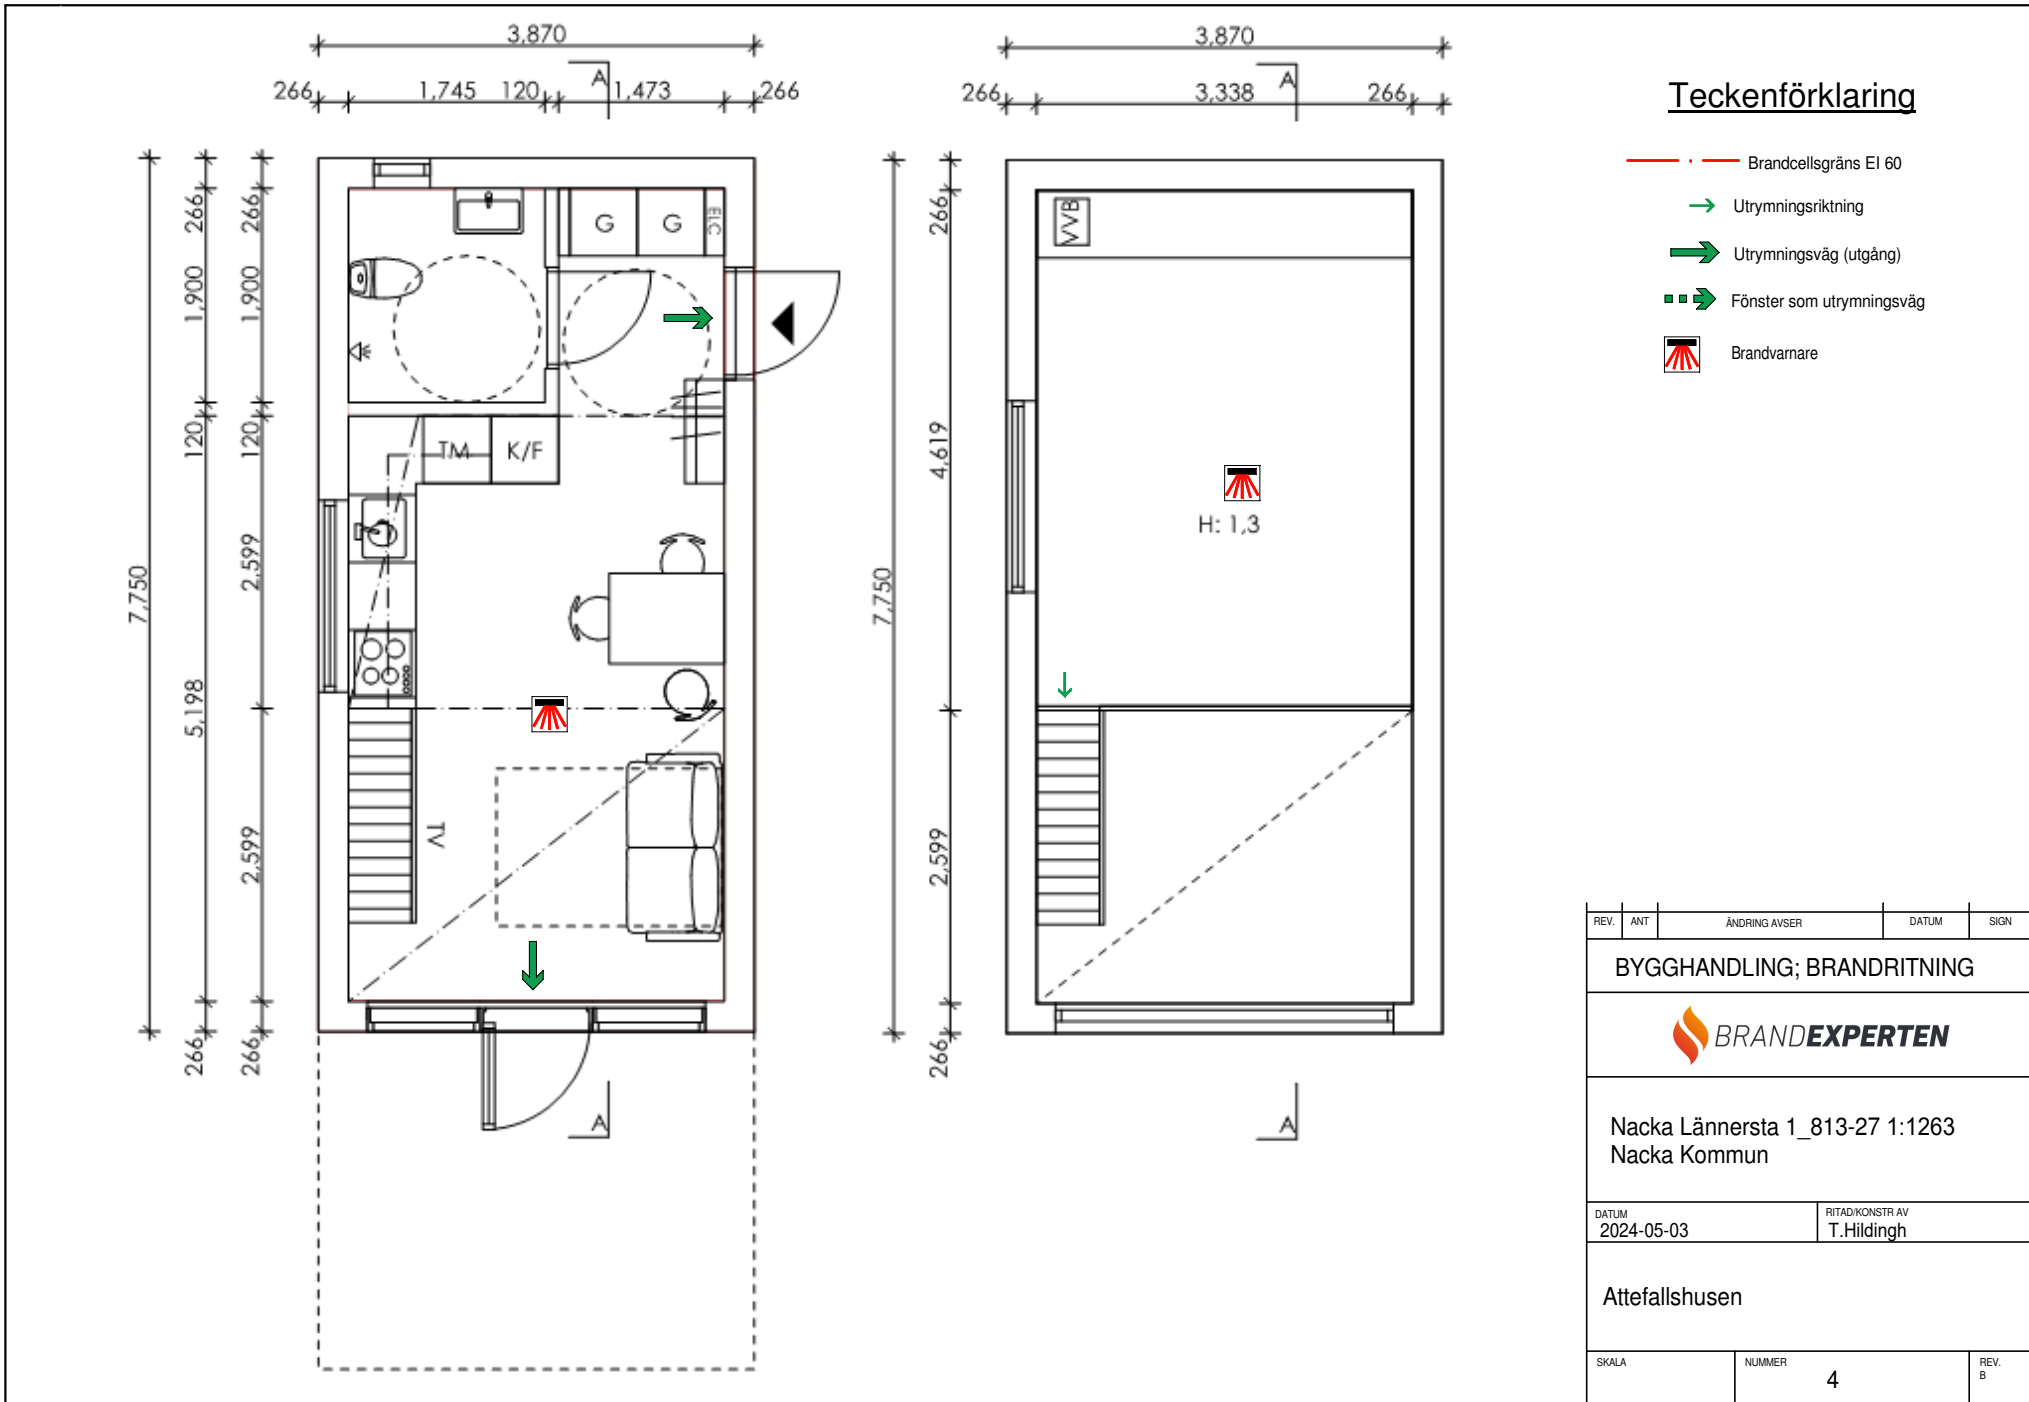 3,870
266 1,745 120 A 1,473 266
7,750
266 1,900 120 5,198 266
266 1,900 120 2,599 2,599 266
G G ELC
TM K/F
TV
A
3,870
266 3,338 A 266
7,750
266 4,619 2,599 266
VVB
H: 1,3
A
Teckenförklaring
Brandcellsgräns EI 60
Utrymningsriktning
Utrymningsväg (utgång)
Fönster som utrymningsväg
Brandvarnare
REV. ANT ÄNDRING AVSER DATUM SIGN
BYGGHANDLING; BRANDRITNING
BRANDEXPERTEN
Nacka Lännersta 1_813-27 1:1263
Nacka Kommun
DATUM RITAD/KONSTR AV
2024-05-03 T.Hildingh
Attefallshusen
SKALA NUMMER REV.
4 B